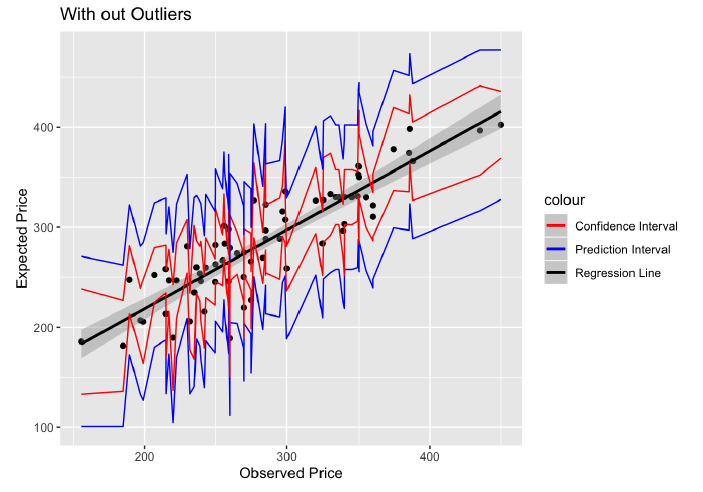 With out Outliers
Expected Price
400
300
200
100
200
300
400
Observed Price
colour
Confidence Interval
Prediction Interval
Regression Line